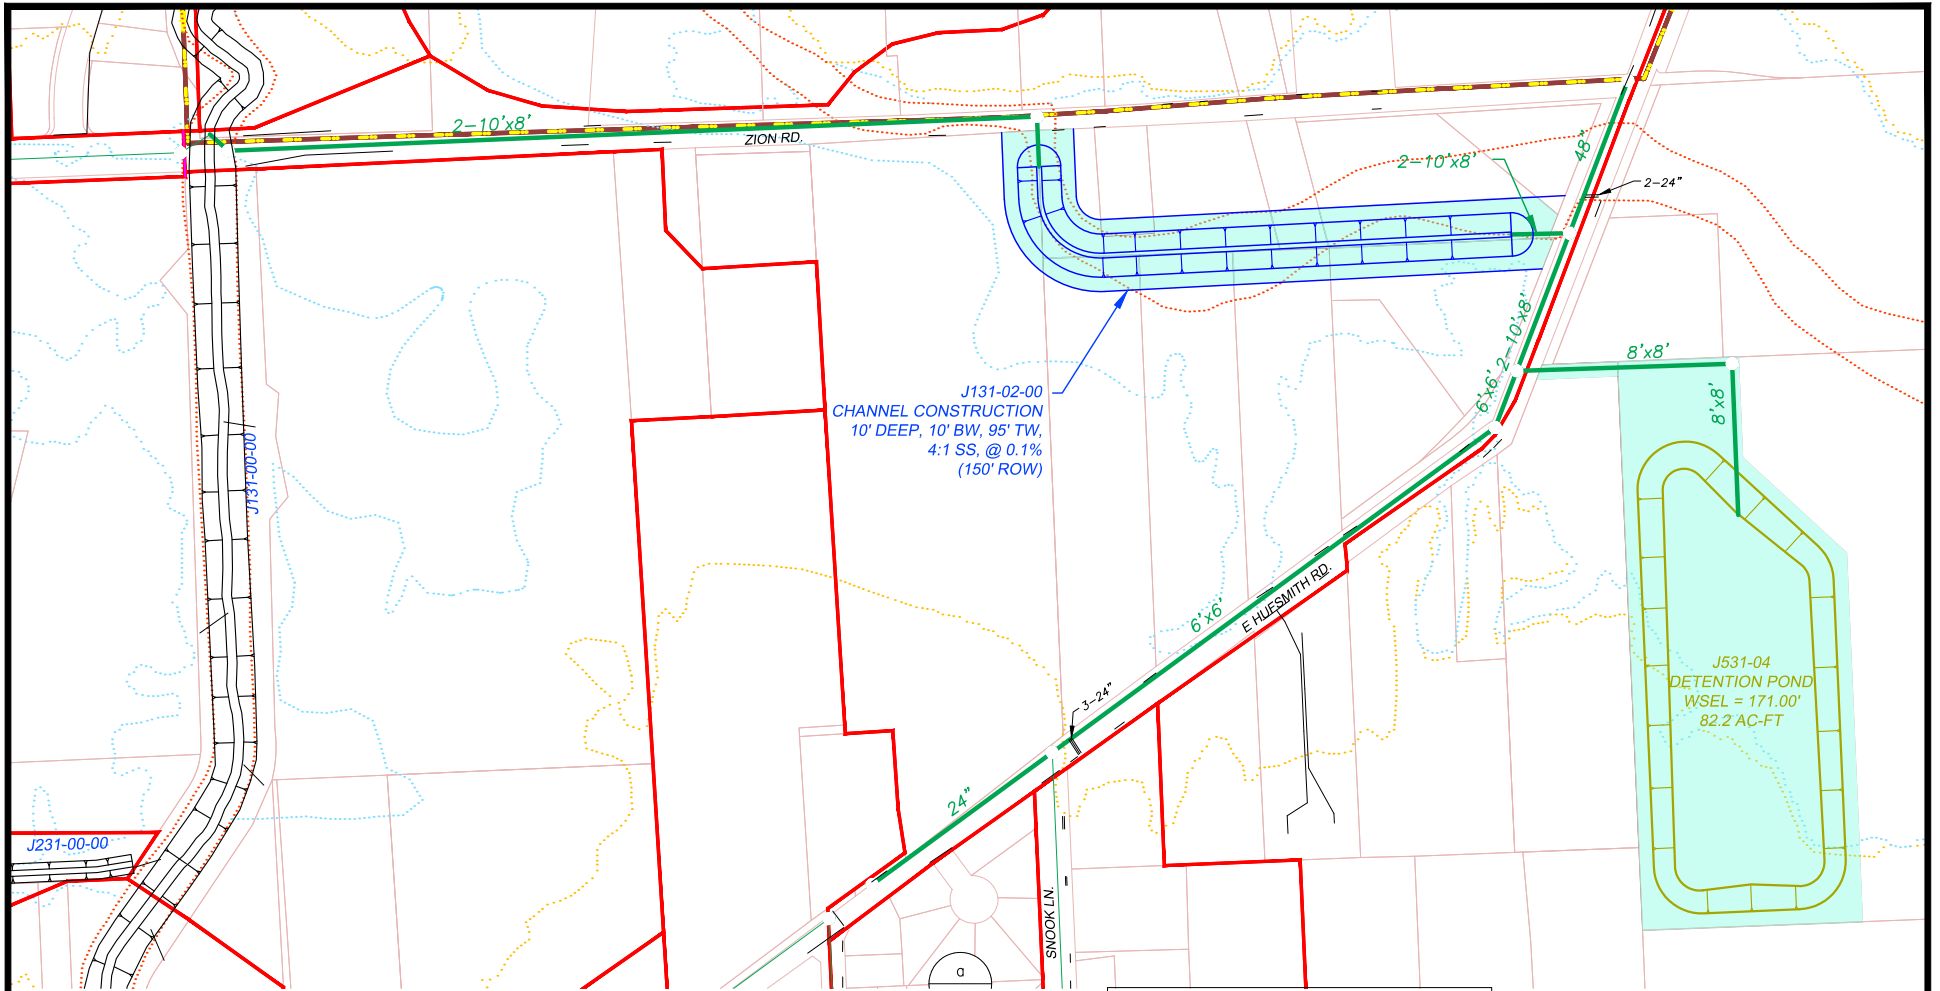 2-10'x8'
ZION RD.
48"
2-10'x8'
2-24"
2-10'x8'
8'x8'
6'x6'
8'x8'
J131-02-00
CHANNEL CONSTRUCTION
10' DEEP, 10' BW, 95' TW,
4:1 SS, @ 0.1%
(150' ROW)
J131-00-00
E HUESMITH RD.
6'x6'
J531-04
DETENTION POND
WSEL = 171.00'
82.2 AC-FT
3-24"
24"
J231-00-00
SNOOK LN.
a